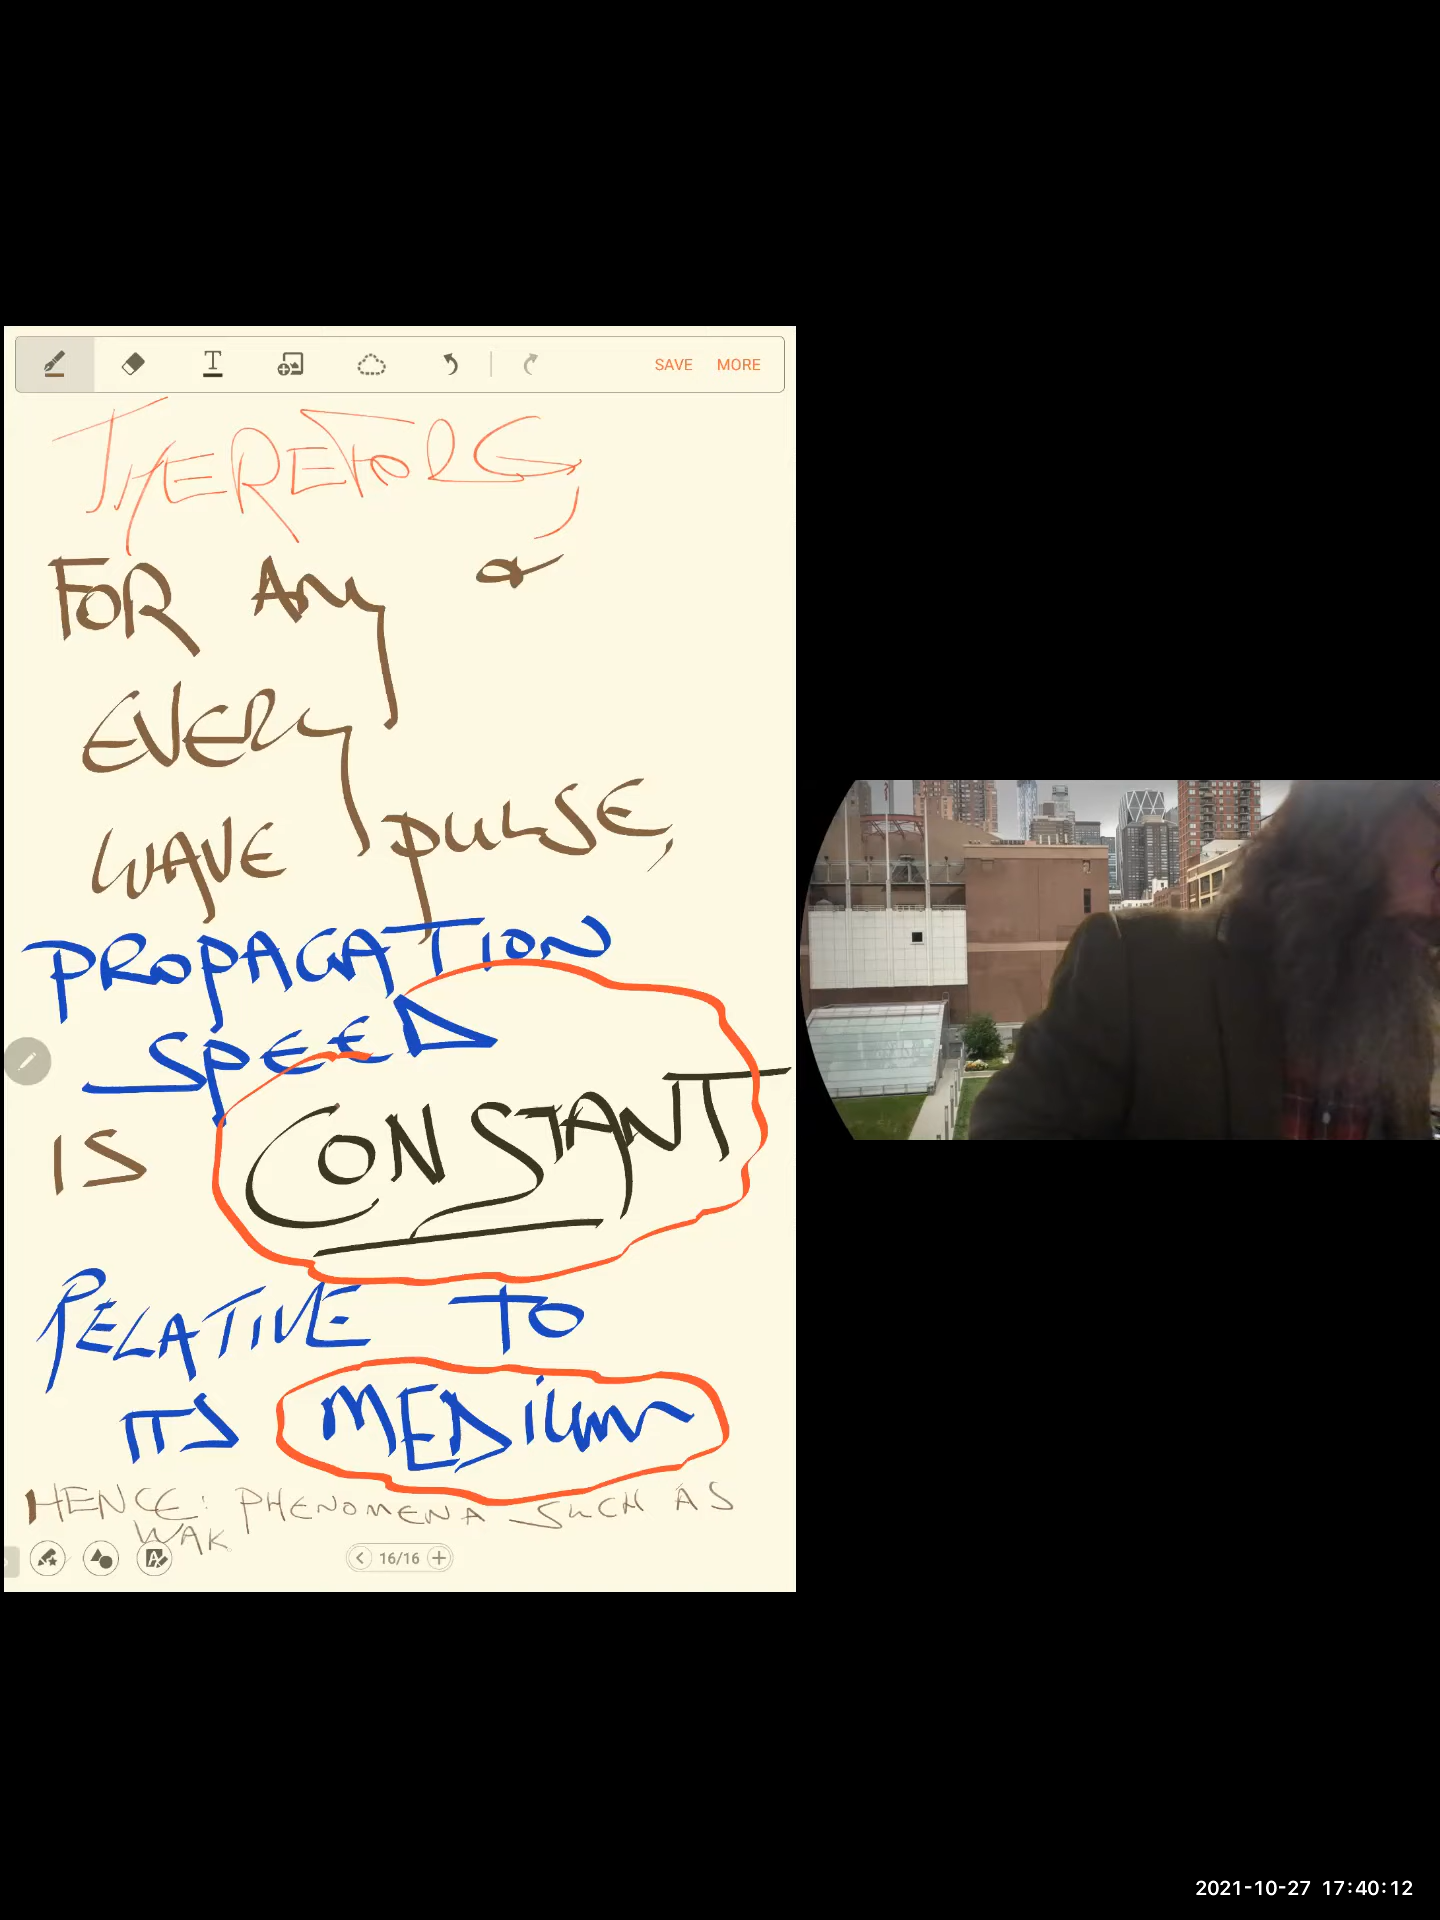 SAVE MORE
THEREFORE,
FOR ANY &
EVERY
WAVE PULSE,
PROPAGATION
SPEED
IS CONSTANT
RELATIVE TO
ITS MEDIUM
HENCE: PHENOMENA SUCH AS
WAK
16/16
2021-10-27 17:40:12